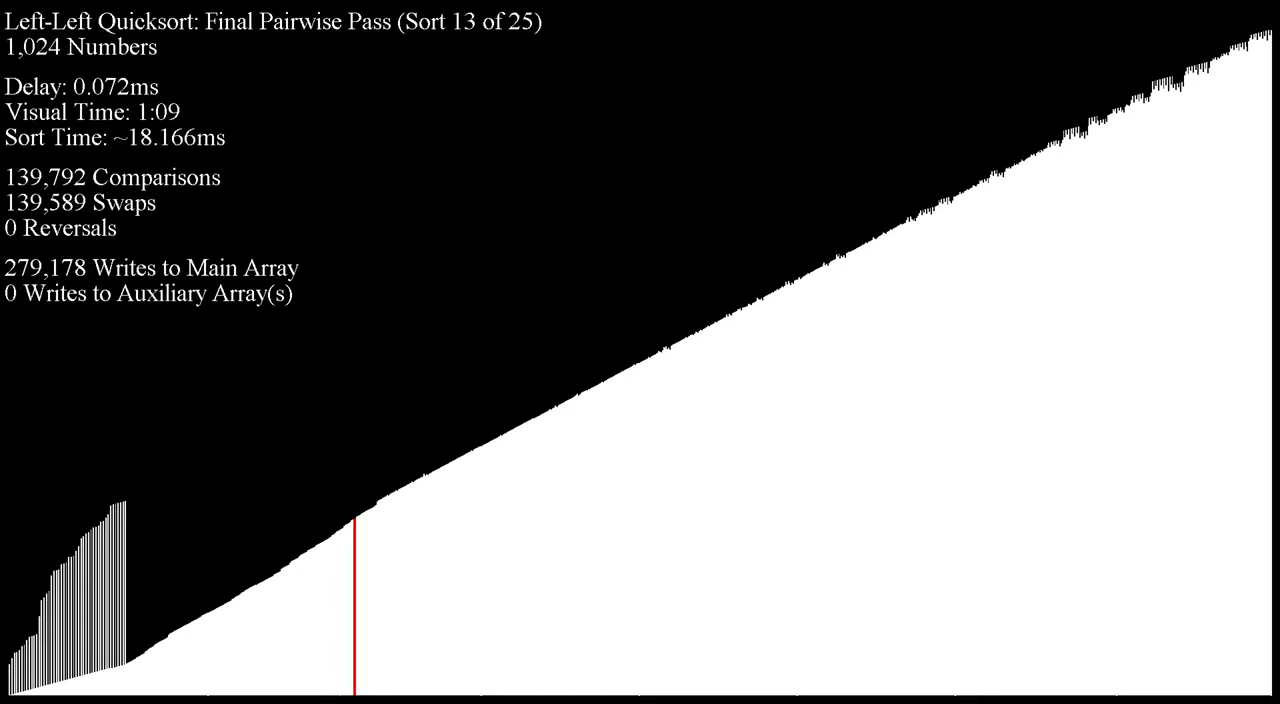 Left-Left Quicksort: Final Pairwise Pass (Sort 13 of 25)
1,024 Numbers
Delay: 0.072ms
Visual Time: 1:09
Sort Time: ~18.166ms
139,792 Comparisons
139,589 Swaps
0 Reversals
279,178 Writes to Main Array
0 Writes to Auxiliary Array(s)